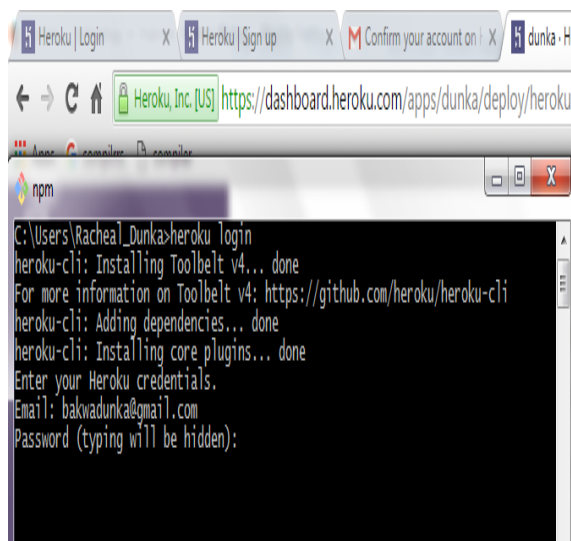 Heroku | Login
Heroku | Sign up
Confirm your account on
dunka - H
Heroku, Inc. [US] https://dashboard.heroku.com/apps/dunka/deploy/heroku
Apps compilrs compiler
npm
C:\Users\Racheal_Dunka>heroku login
heroku-cli: Installing Toolbelt v4... done
For more information on Toolbelt v4: https://github.com/heroku/heroku-cli
heroku-cli: Adding dependencies... done
heroku-cli: Installing core plugins... done
Enter your Heroku credentials.
Email: bakwadunka@gmail.com
Password (typing will be hidden):